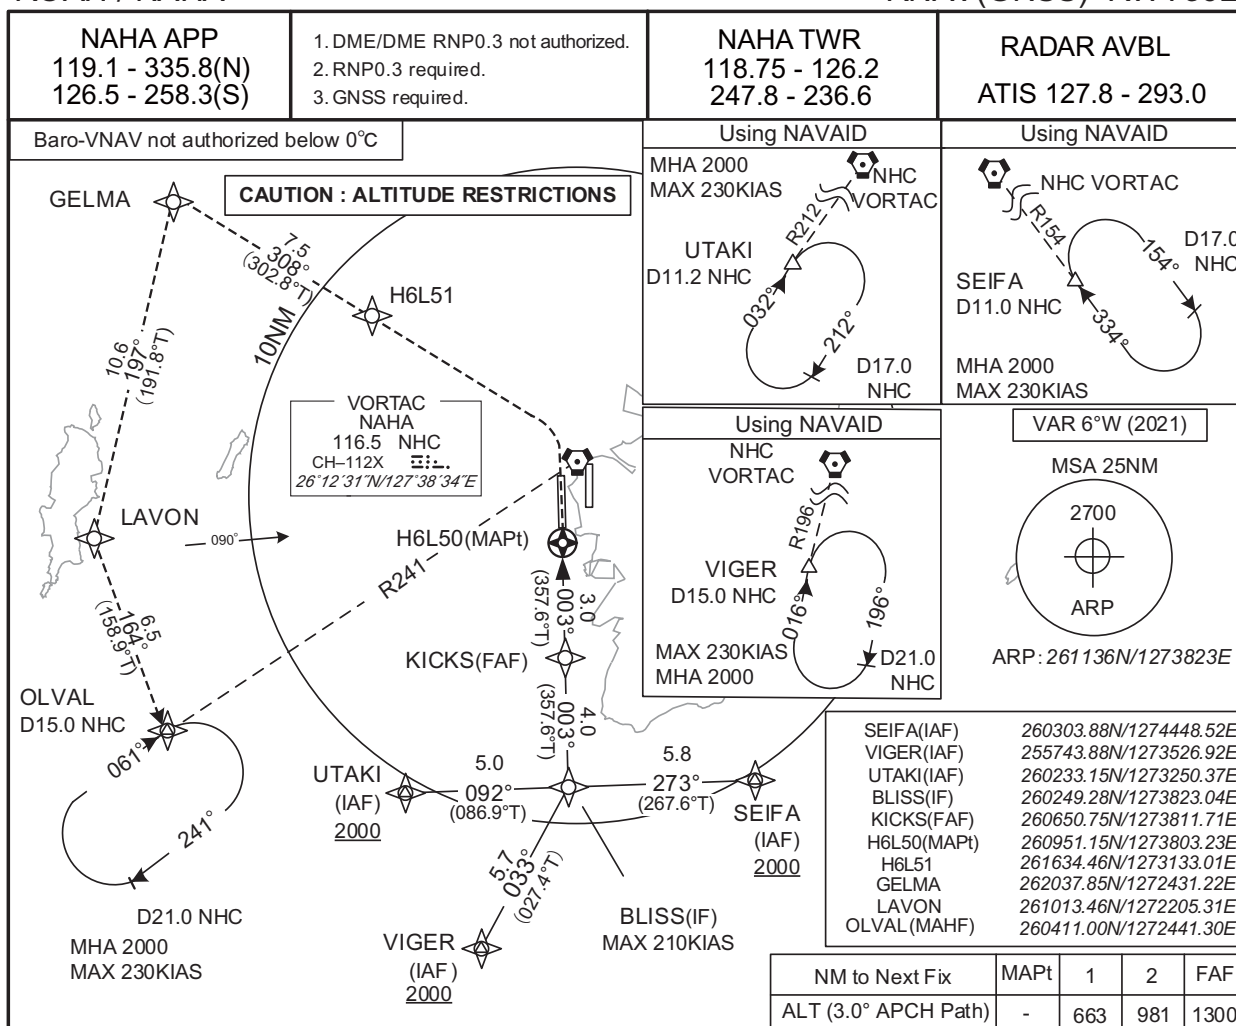 NAHA APP
119.1 - 335.8(N)
126.5 - 258.3(S)
1. DME/DME RNP0.3 not authorized.
2. RNP0.3 required.
3. GNSS required.
NAHA TWR
118.75 - 126.2
247.8 - 236.6
RADAR AVBL
ATIS 127.8 - 293.0
Baro-VNAV not authorized below 0°C
CAUTION : ALTITUDE RESTRICTIONS
GELMA
7.5
308°
(302.8°T)
H6L51
10NM
10.6
197°
(191.8°T)
VORTAC
NAHA
116.5 NHC
CH–112X
26°12´31˝N/127°38´34˝E
LAVON
090°
H6L50(MAPt)
R241
6.5
164°
(158.9°T)
3.0
003°
(357.6°T)
KICKS(FAF)
4.0
003°
(357.6°T)
OLVAL
D15.0 NHC
061°
241°
D21.0 NHC
MHA 2000
MAX 230KIAS
UTAKI
(IAF)
2000
5.0
092°
(086.9°T)
5.8
273°
(267.6°T)
SEIFA
(IAF)
2000
5.7
033°
(027.4°T)
VIGER
(IAF)
2000
BLISS(IF)
MAX 210KIAS
Using NAVAID
MHA 2000
MAX 230KIAS
NHC
VORTAC
R212
UTAKI
D11.2 NHC
032°
212°
D17.0
NHC
Using NAVAID
NHC VORTAC
R154
154°
D17.0
NHC
SEIFA
D11.0 NHC
334°
MHA 2000
MAX 230KIAS
Using NAVAID
NHC
VORTAC
R196
VIGER
D15.0 NHC
016°
196°
MAX 230KIAS
MHA 2000
D21.0
NHC
VAR 6°W (2021)
MSA 25NM
2700
ARP
ARP: 261136N/1273823E
SEIFA(IAF) 260303.88N/1274448.52E
VIGER(IAF) 255743.88N/1273526.92E
UTAKI(IAF) 260233.15N/1273250.37E
BLISS(IF) 260249.28N/1273823.04E
KICKS(FAF) 260650.75N/1273811.71E
H6L50(MAPt) 260951.15N/1273803.23E
H6L51 261634.46N/1273133.01E
GELMA 262037.85N/1272431.22E
LAVON 261013.46N/1272205.31E
OLVAL(MAHF) 260411.00N/1272441.30E
NM to Next Fix MAPt 1 2 FAF
ALT (3.0° APCH Path) - 663 981 1300